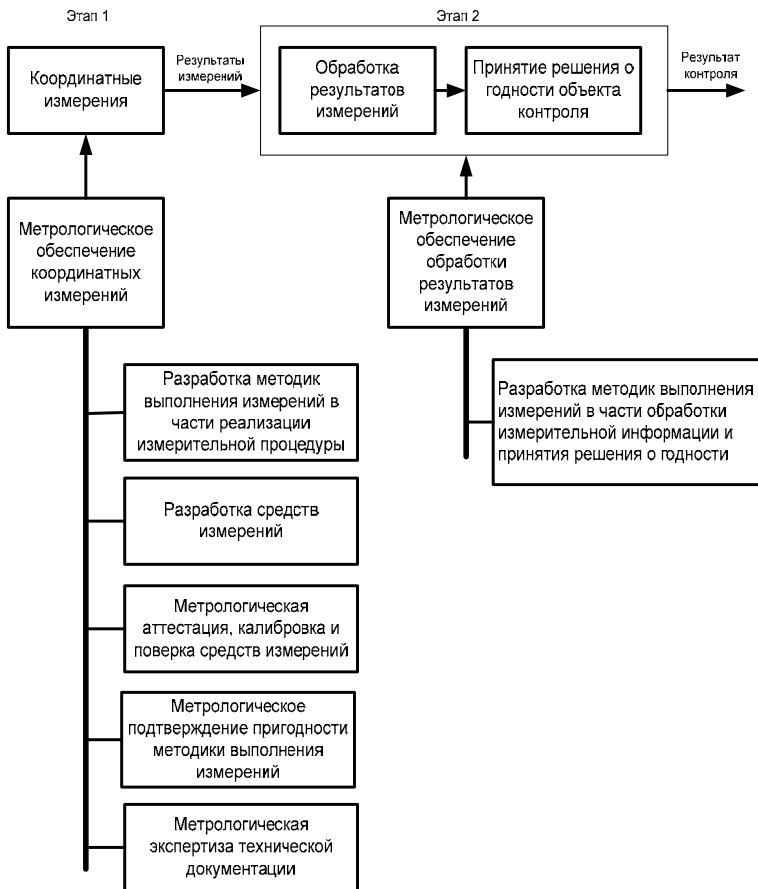 Этап 1
Этап 2
Координатные
измерения
Результаты
измерений
Обработка
результатов
измерений
Принятие решения о
годности объекта
контроля
Результат
контроля
Метрологическое
обеспечение
координатных
измерений
Метрологическое
обеспечение
обработки
результатов
измерений
Разработка методик
выполнения измерений в
части реализации
измерительной процедуры
Разработка средств
измерений
Метрологическая
аттестация, калибровка и
поверка средств измерений
Метрологическое
подтверждение пригодности
методики выполнения
измерений
Метрологическая
экспертиза технической
документации
Разработка методик выполнения
измерений в части обработки
измерительной информации и
принятия решения о годности